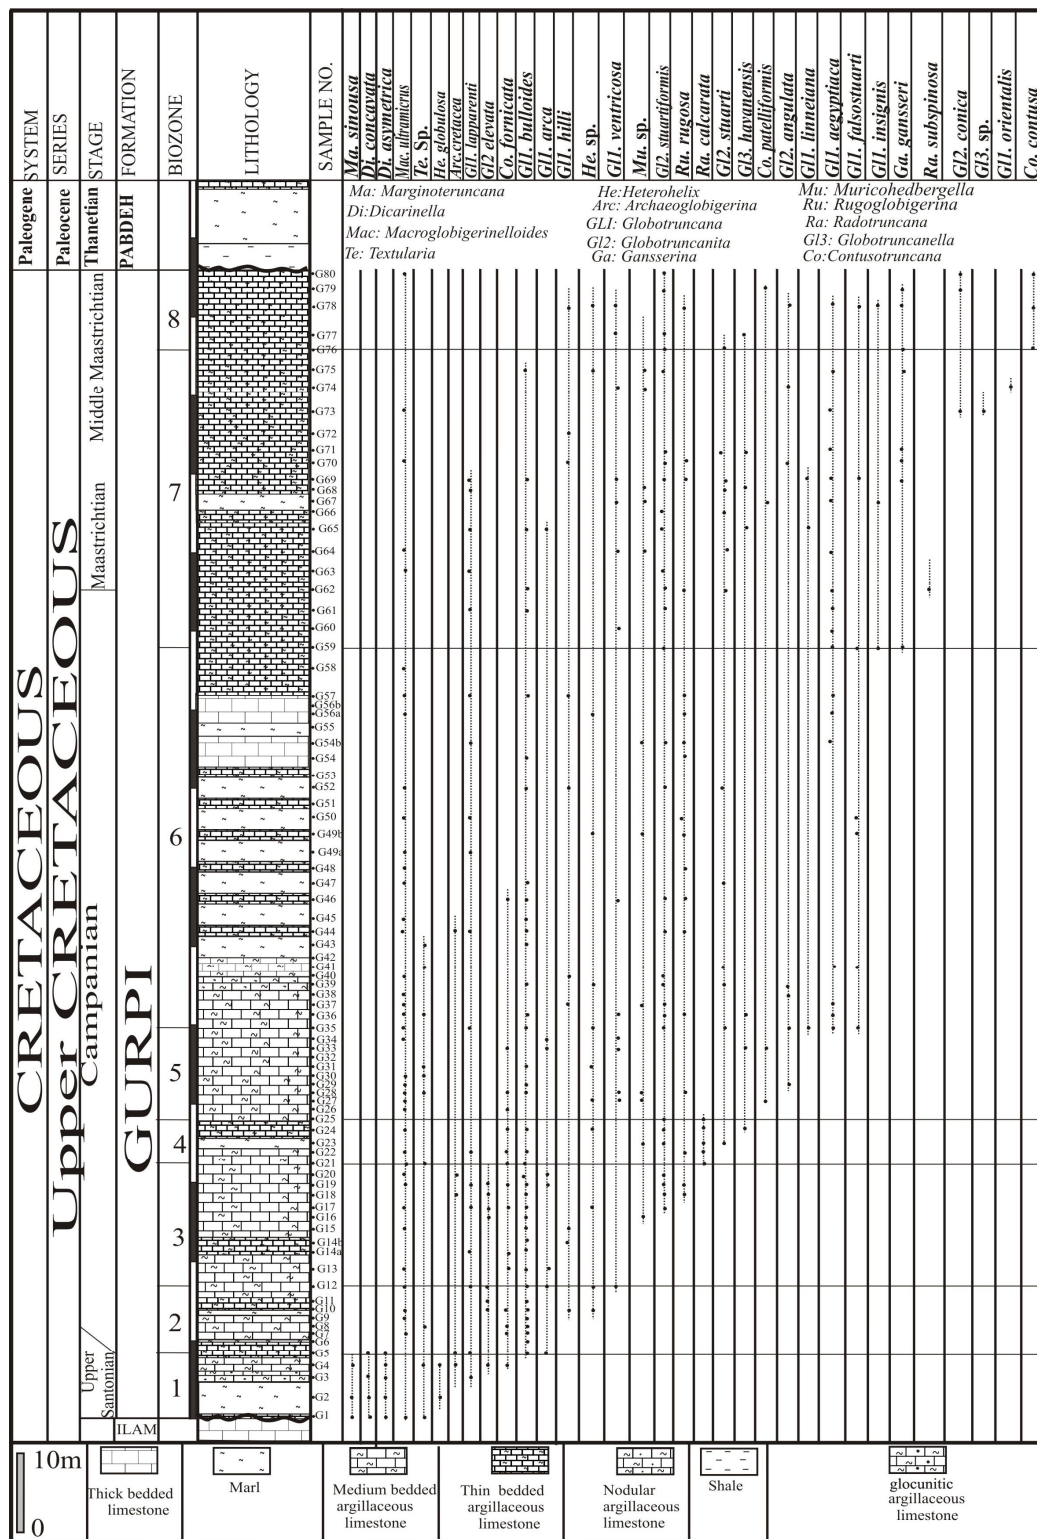 SYSTEM
SERIES
STAGE
FORMATION
BIOZONE
LITHOLOGY
SAMPLE NO.
Ma. sinousa
Di. concavata
Di. asymetrica
Mac. ultramicrus
Te. Sp.
He. globulosa
Arc.cretacea
Gl1. lapparenti
Gl2 elevata
Co. fornicata
Gl1. bulloides
Gl1. arca
Gl1. hilli
He. sp.
Gl1. ventricosa
Mu. sp.
Gl2. stuartiformis
Ru. rugosa
Ra. calcarata
Gl2. stuarti
Gl3. havanensis
Co. patelliformis
Gl2. angulata
Gl1. linneiana
Gl1. aegyptiaca
Gl1. falsostuarti
Gl1. insignis
Ga. gansseri
Ra. subspinosa
Gl2. conica
Gl3. sp.
Gl1. orientalis
Co. contusa
Paleogene
Paleocene
Thanetian
PABDEH
Ma: Marginoteruncana
Di:Dicarinella
Mac: Macroglobigerinelloides
Te: Textularia
He:Heterohelix
Arc: Archaeoglobigerina
GLI: Globotruncana
Gl2: Globotruncanita
Ga: Gansserina
Mu: Muricohedbergella
Ru: Rugoglobigerina
Ra: Radotruncana
Gl3: Globotruncanella
Co:Contusotruncana
CRETACEOUS
Upper CRETACEOUS
Middle Maastrichtian
Maastrichtian
Campanian
Upper
Santonian
GURPI
ILAM
8
7
6
5
4
3
2
1
G80
G79
G78
G77
G76
G75
G74
G73
G72
G71
G70
G69
G68
G67
G66
G65
G64
G63
G62
G61
G60
G59
G58
G57
G56b
G56a
G55
G54b
G54
G53
G52
G51
G50
G49b
G49a
G48
G47
G46
G45
G44
G43
G42
G41
G40
G39
G38
G37
G36
G35
G34
G33
G32
G31
G30
G29
G28
G27
G26
G25
G24
G23
G22
G21
G20
G19
G18
G17
G16
G15
G14b
G14a
G13
G12
G11
G10
G9
G8
G7
G6
G5
G4
G3
G2
G1
10m
0
Thick bedded
limestone
Marl
Medium bedded
argillaceous
limestone
Thin bedded
argillaceous
limestone
Nodular
argillaceous
limestone
Shale
glocunitic
argillaceous
limestone